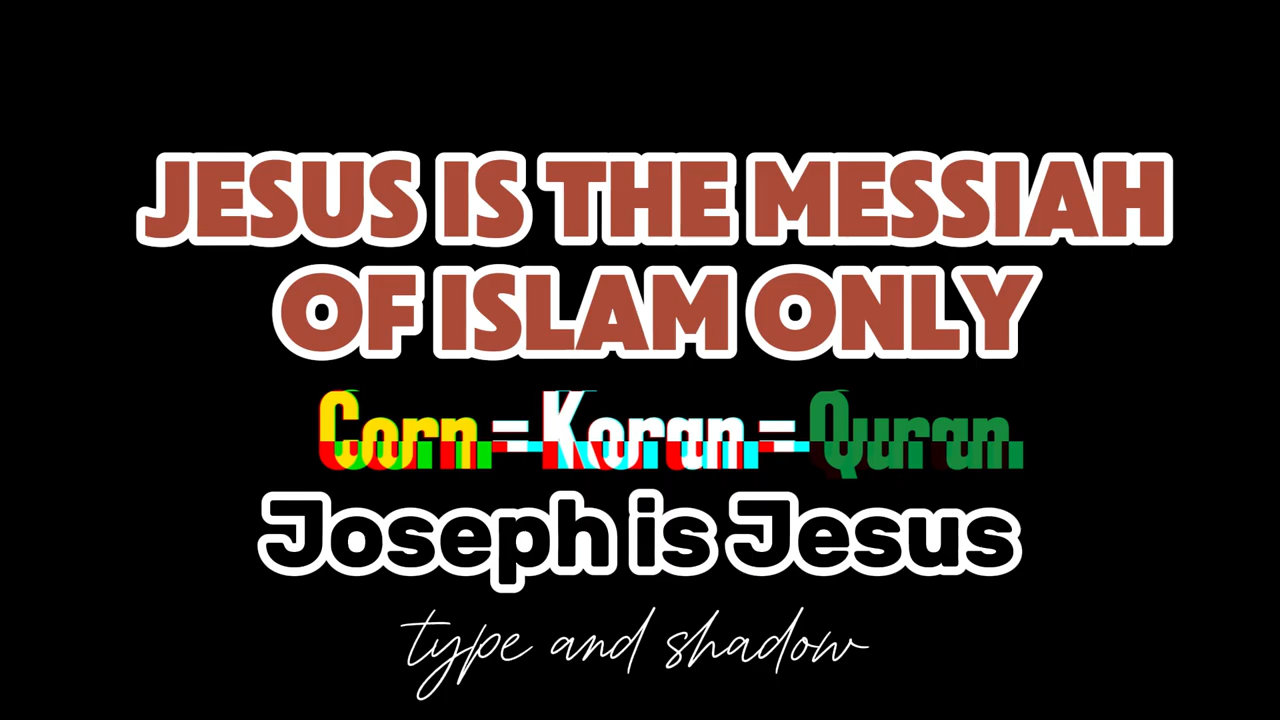 JESUS IS THE MESSIAH
OF ISLAM ONLY
Corn = Koran = Quran
Joseph is Jesus
type and shadow